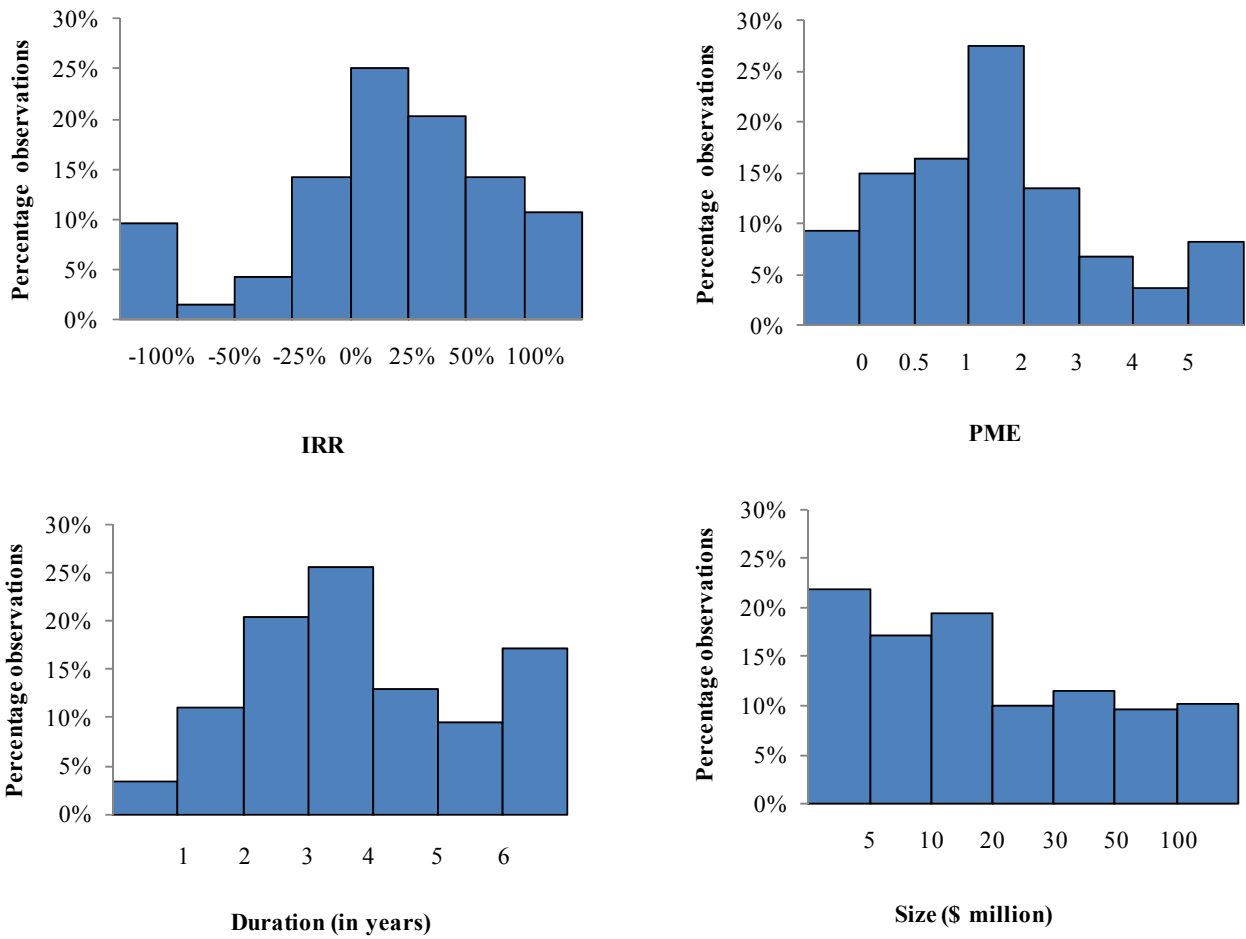 Percentage observations
30%
25%
20%
15%
10%
5%
0%
-100% -50% -25% 0% 25% 50% 100%
IRR
Percentage observations
30%
25%
20%
15%
10%
5%
0%
0 0.5 1 2 3 4 5
PME
Percentage observations
30%
25%
20%
15%
10%
5%
0%
1 2 3 4 5 6
Duration (in years)
Percentage observations
30%
25%
20%
15%
10%
5%
0%
5 10 20 30 50 100
Size ($ million)